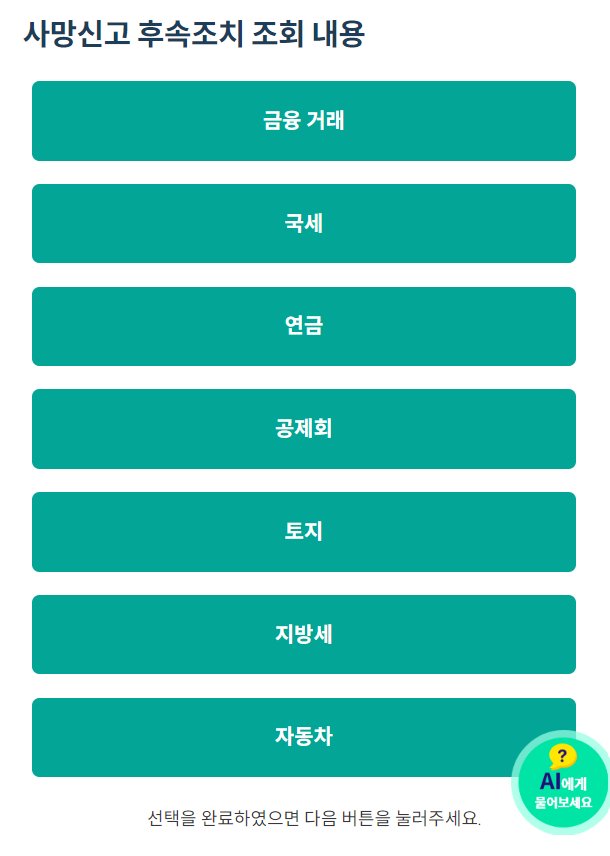 사망신고 후속조치 조회 내용
금융 거래
국세
연금
공제회
토지
지방세
자동차
?
AI에게
물어보세요
선택을 완료하였으면 다음 버튼을 눌러주세요.